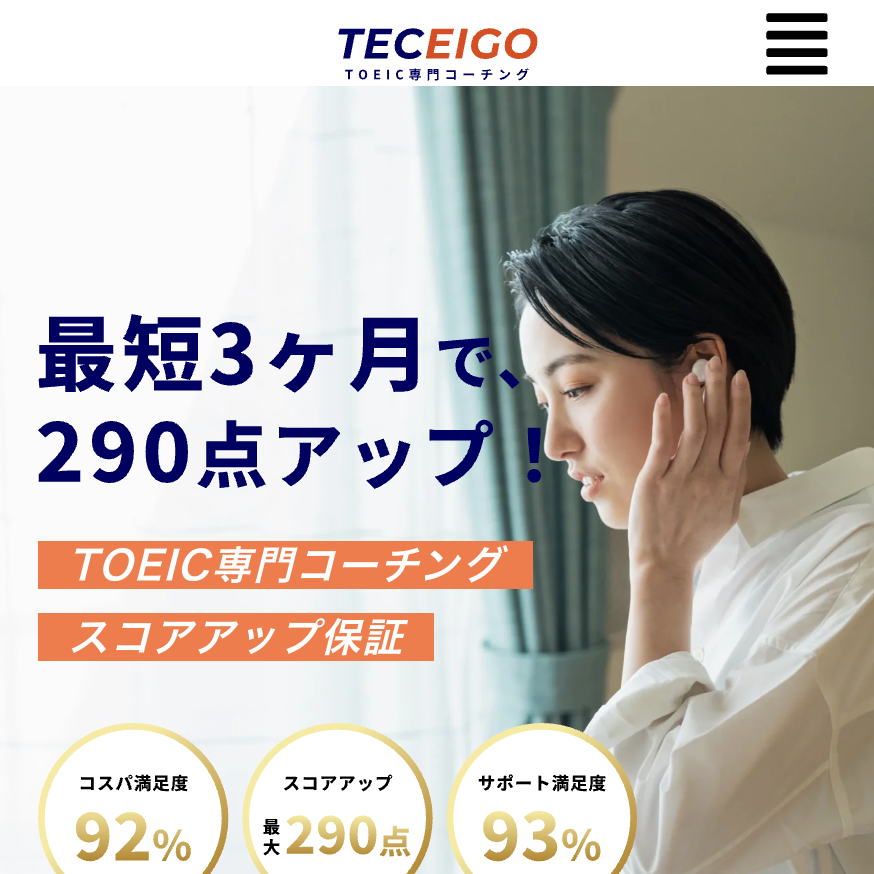 TECEIGO
TOEIC専門コーチング
最短3ヶ月で、
290点アップ！
TOEIC専門コーチング
スコアアップ保証
コスパ満足度
92%
スコアアップ
最大290点
サポート満足度
93%